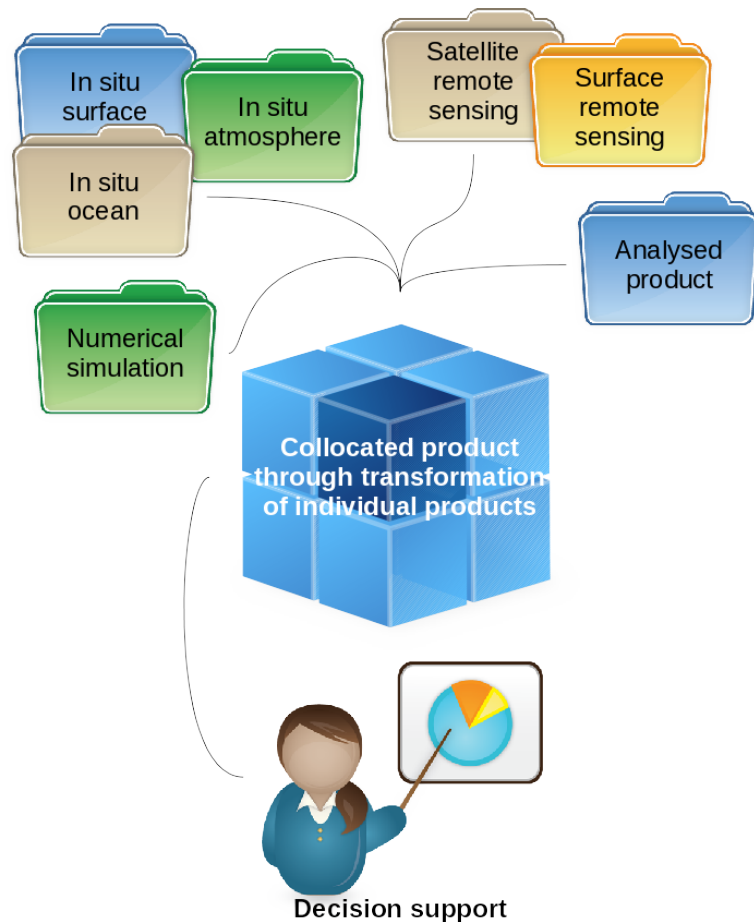 In situ
surface
In situ
atmosphere
In situ
ocean
Satellite
remote
sensing
Surface
remote
sensing
Analysed
product
Numerical
simulation
Collocated product
through transformation
of individual products
Decision support